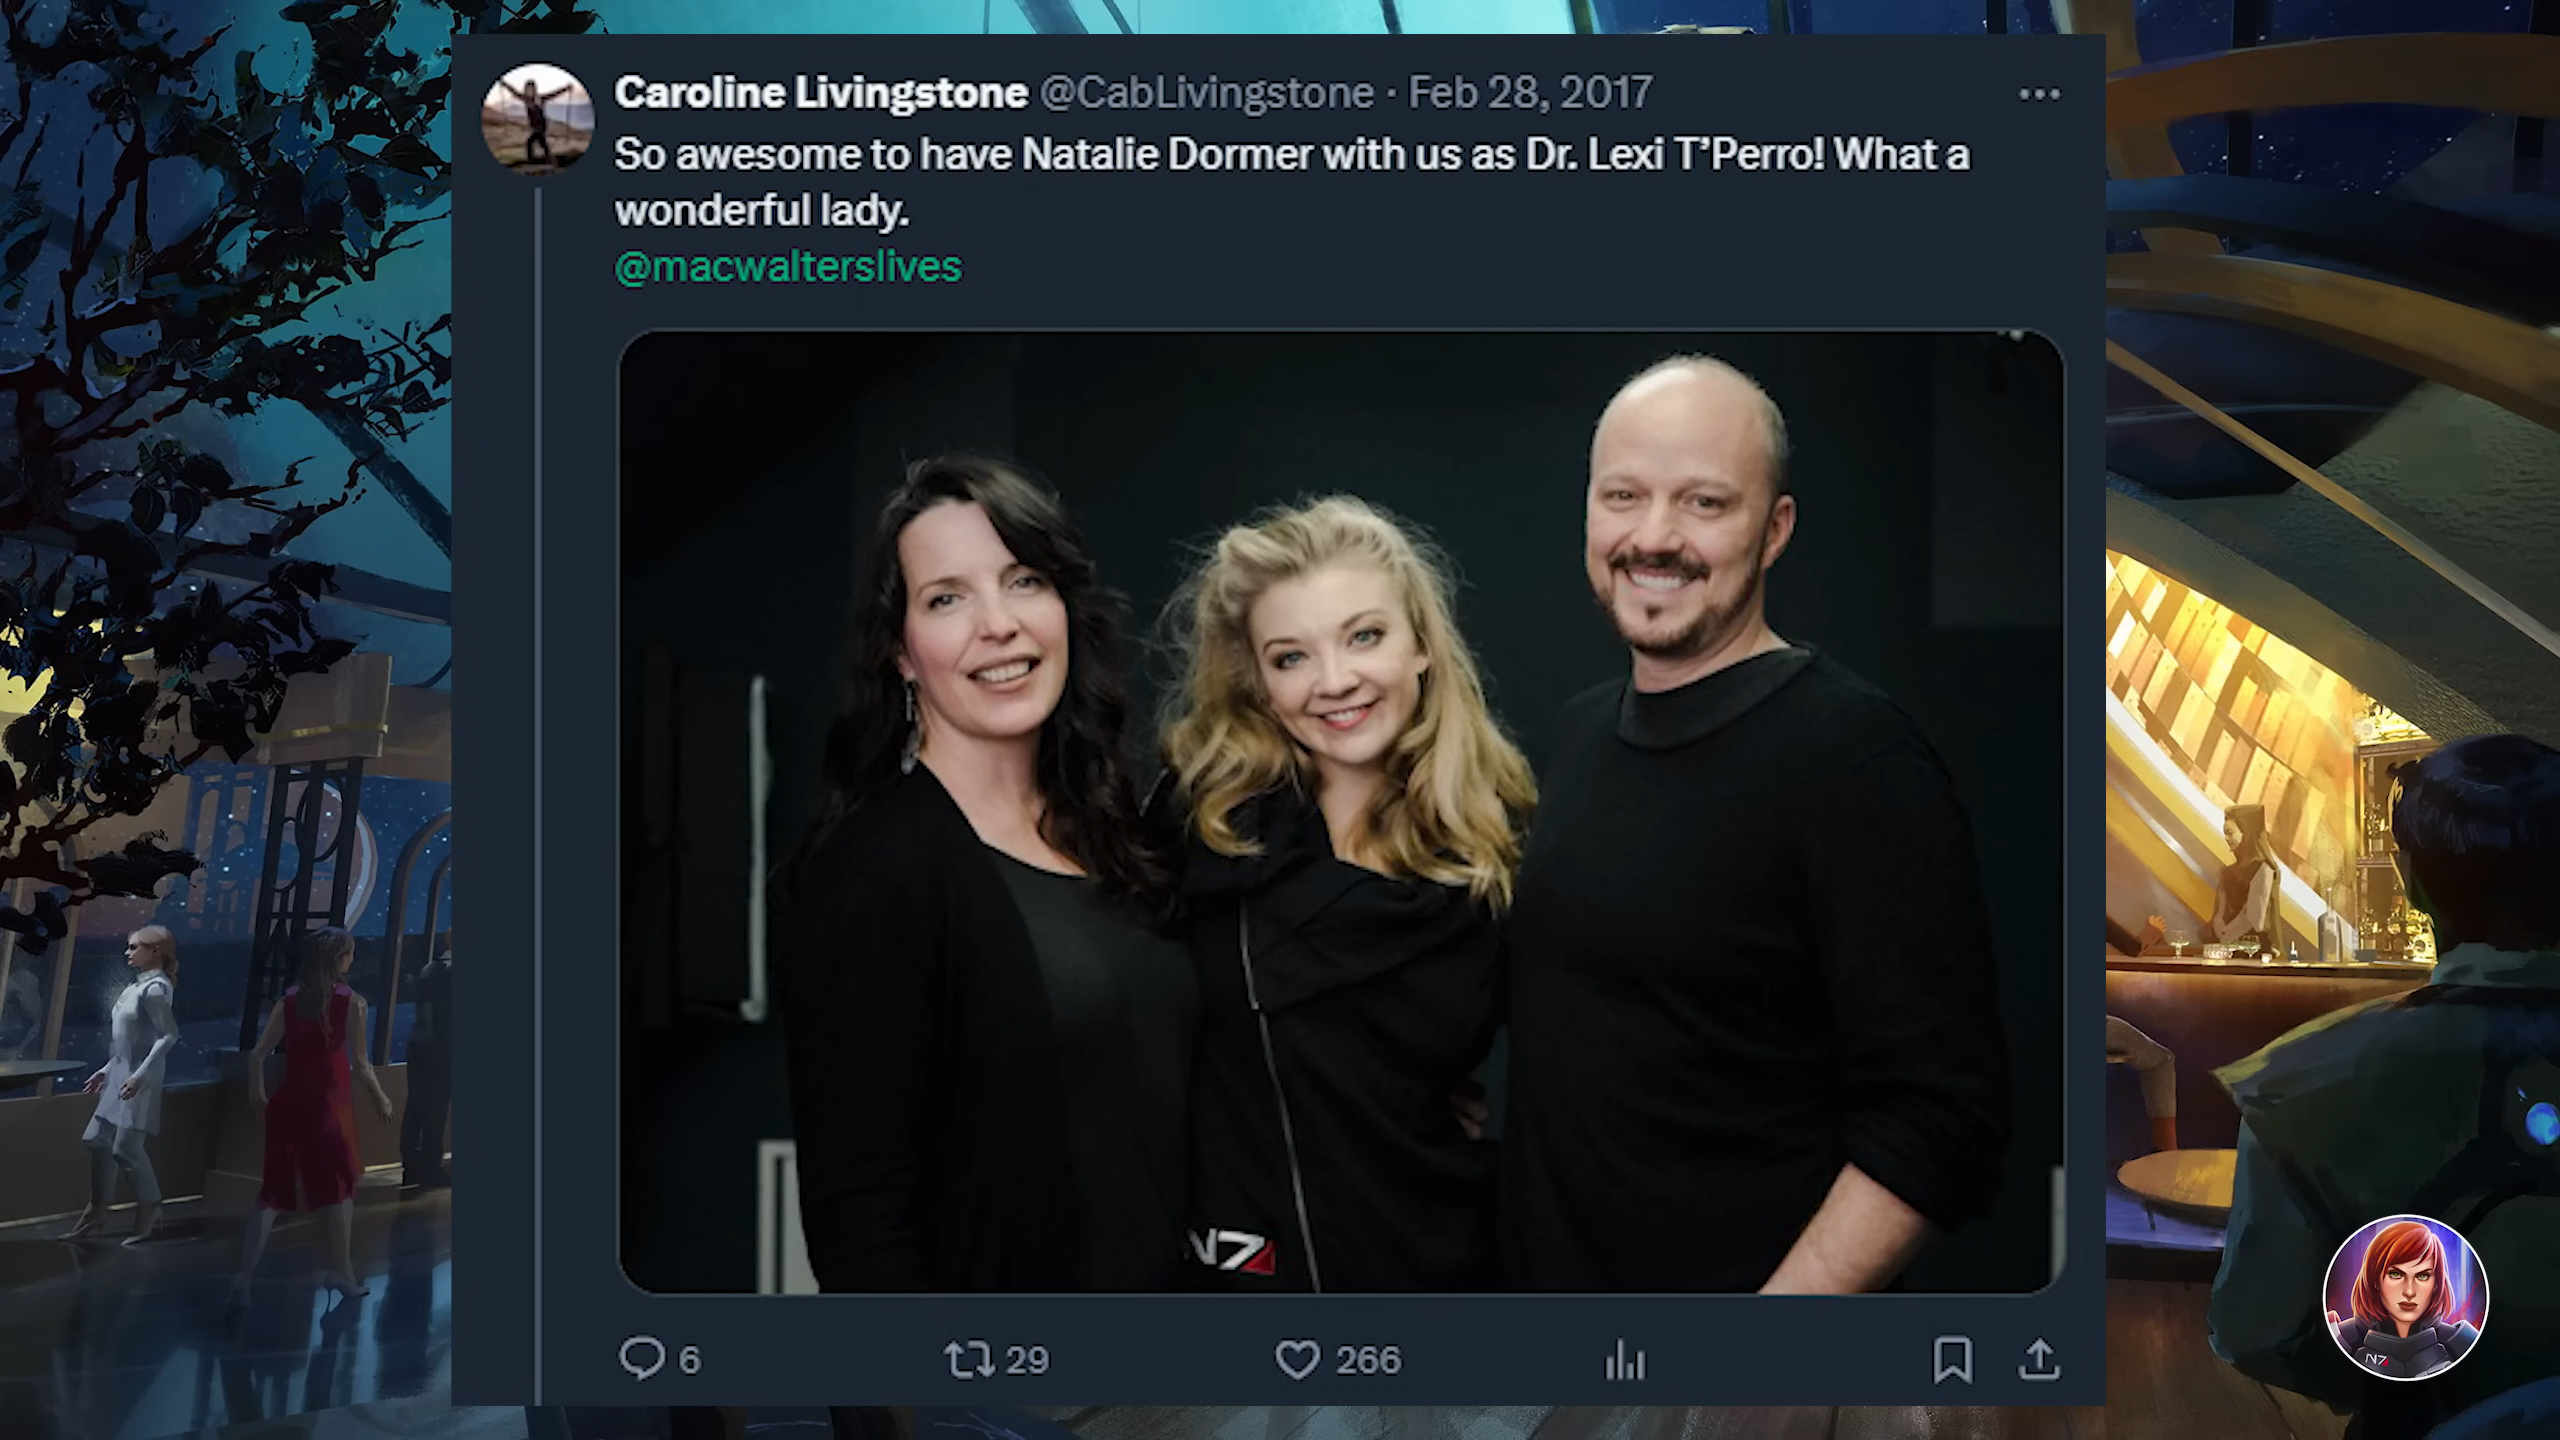 Caroline Livingstone @CabLivingstone · Feb 28, 2017
So awesome to have Natalie Dormer with us as Dr. Lexi T'Perro! What a
wonderful lady.
@macwalterslives
N7
6 29 266
N7